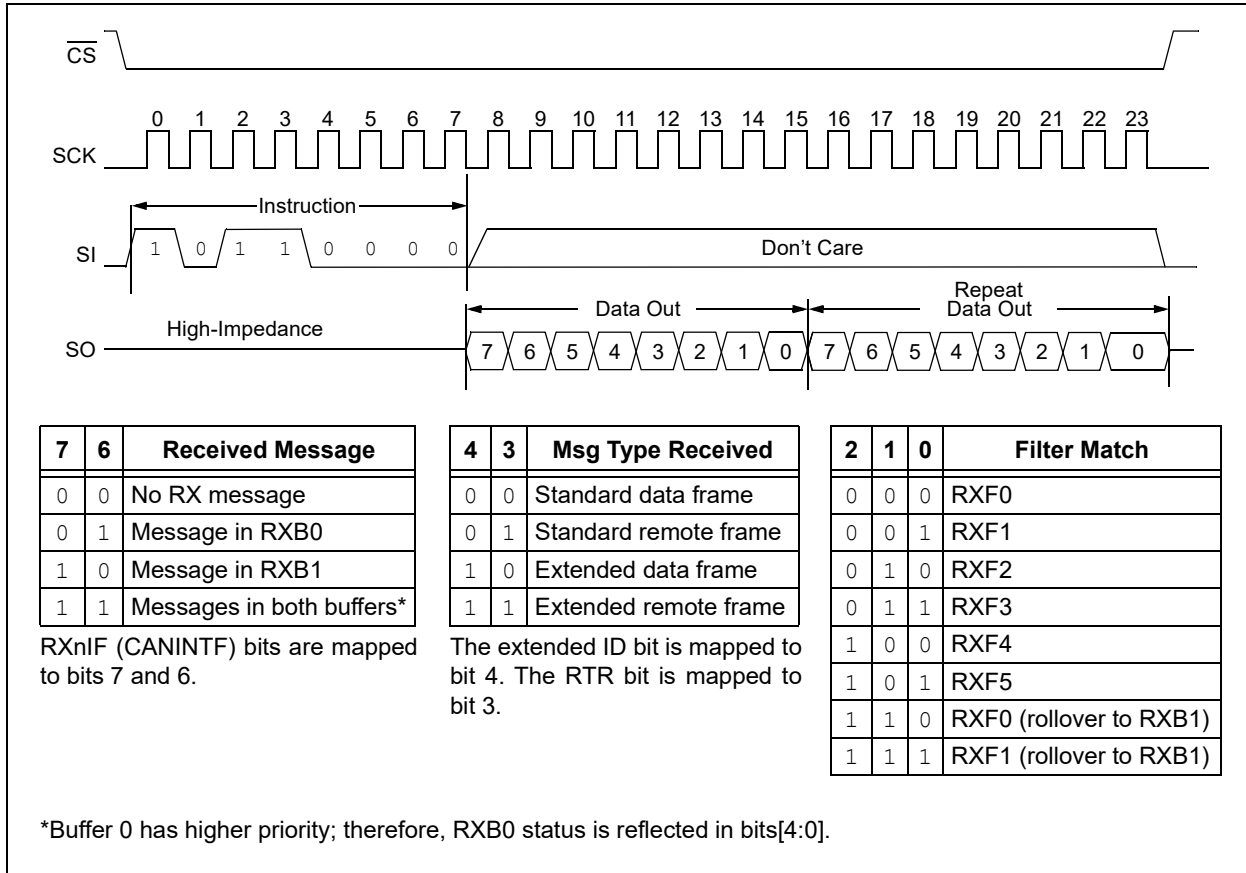 CS
0 1 2 3 4 5 6 7 8 9 10 11 12 13 14 15 16 17 18 19 20 21 22 23
SCK
Instruction
SI 1 0 1 1 0 0 0 0 Don't Care
Repeat
Data Out Data Out
High-Impedance
SO 7 6 5 4 3 2 1 0 7 6 5 4 3 2 1 0
7 6 Received Message
0 0 No RX message
0 1 Message in RXB0
1 0 Message in RXB1
1 1 Messages in both buffers*
RXnIF (CANINTF) bits are mapped
to bits 7 and 6.
4 3 Msg Type Received
0 0 Standard data frame
0 1 Standard remote frame
1 0 Extended data frame
1 1 Extended remote frame
The extended ID bit is mapped to
bit 4. The RTR bit is mapped to
bit 3.
2 1 0 Filter Match
0 0 0 RXF0
0 0 1 RXF1
0 1 0 RXF2
0 1 1 RXF3
1 0 0 RXF4
1 0 1 RXF5
1 1 0 RXF0 (rollover to RXB1)
1 1 1 RXF1 (rollover to RXB1)
*Buffer 0 has higher priority; therefore, RXB0 status is reflected in bits[4:0].